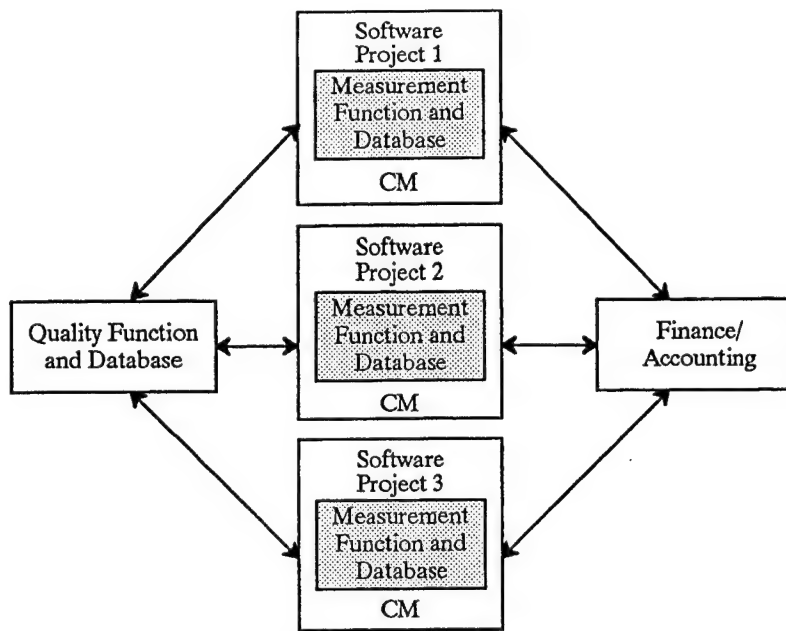 Software
Project 1
Measurement
Function and
Database
CM
Software
Project 2
Measurement
Function and
Database
CM
Quality Function
and Database
Finance/
Accounting
Software
Project 3
Measurement
Function and
Database
CM